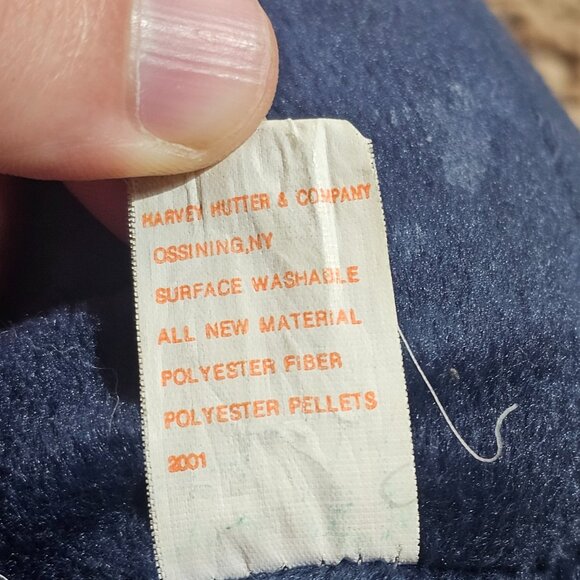 HARVEY HUTTER & COMPANY
OSSINING,NY
SURFACE WASHABLE
ALL NEW MATERIAL
POLYESTER FIBER
POLYESTER PELLETS
2001